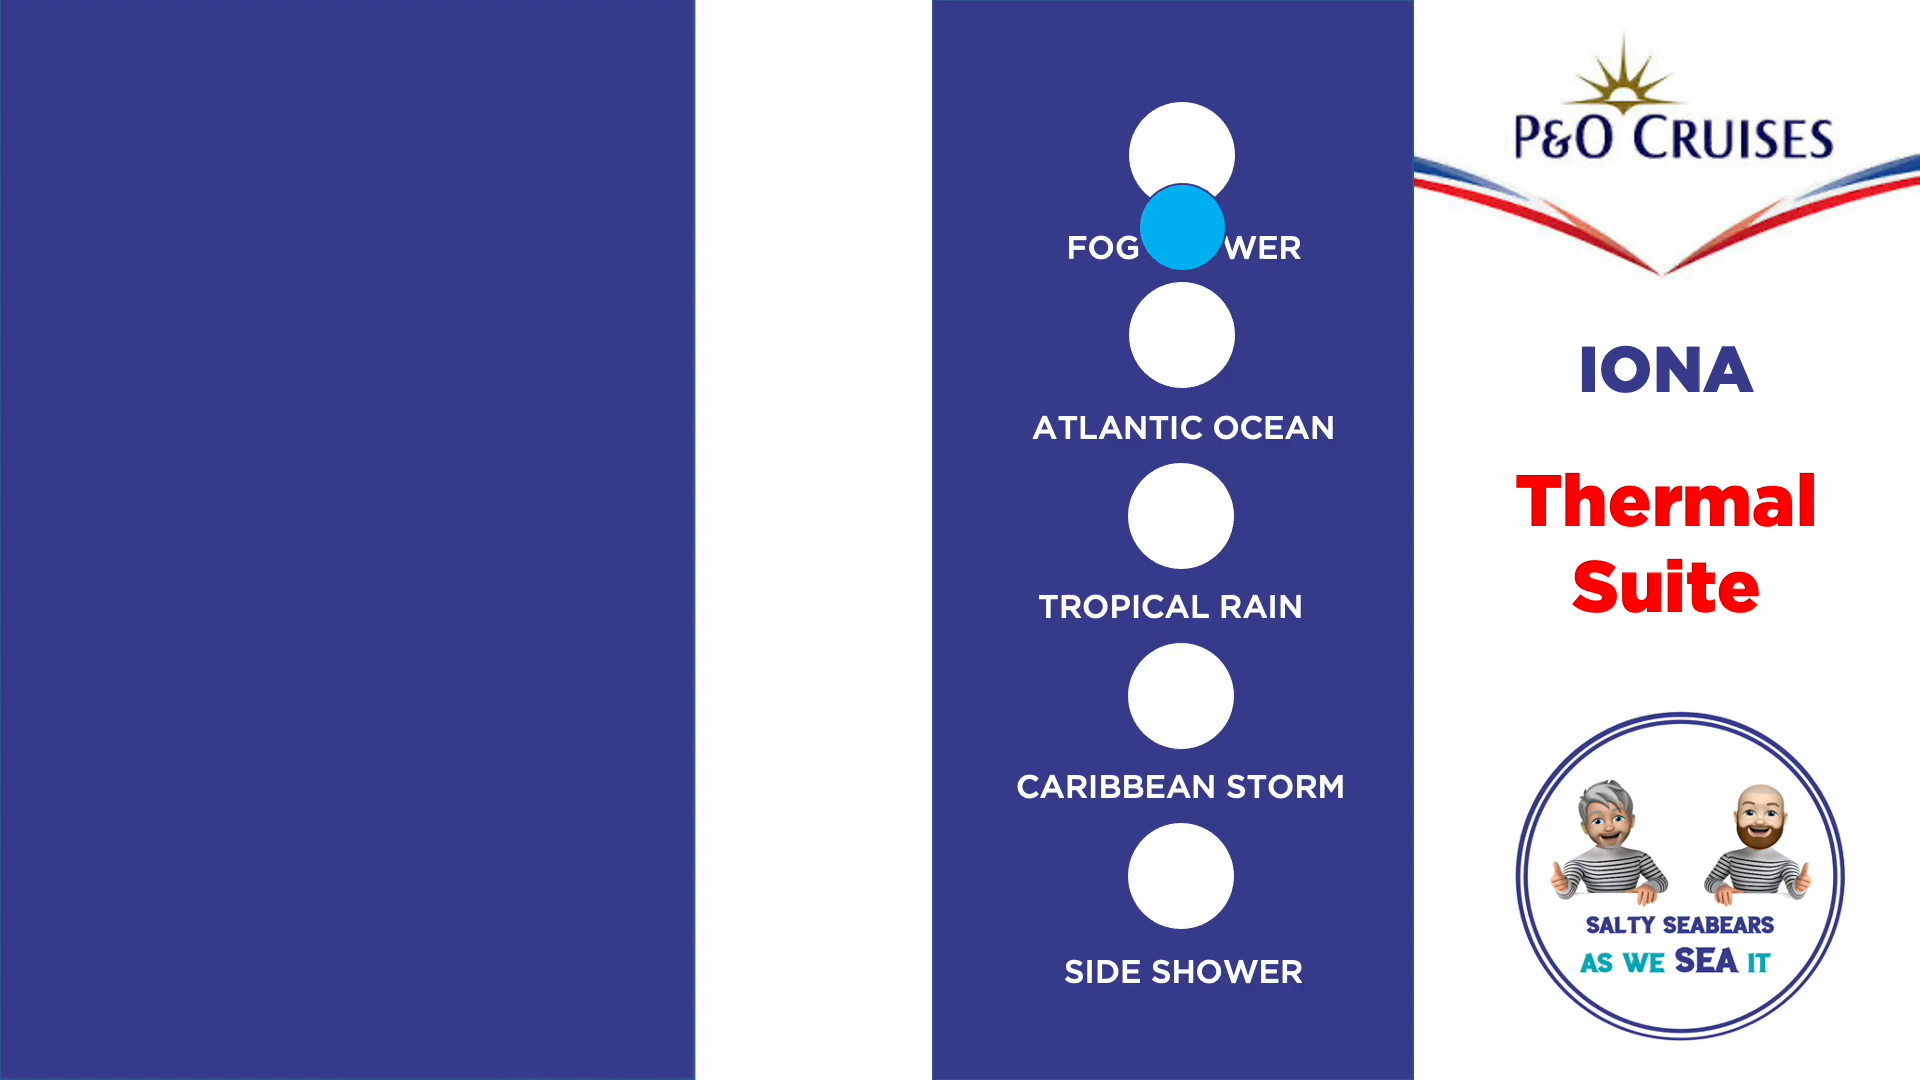 FOG WER
ATLANTIC OCEAN
TROPICAL RAIN
CARIBBEAN STORM
SIDE SHOWER
P&O CRUISES
IONA
Thermal
Suite
SALTY SEABEARS
AS WE SEA IT